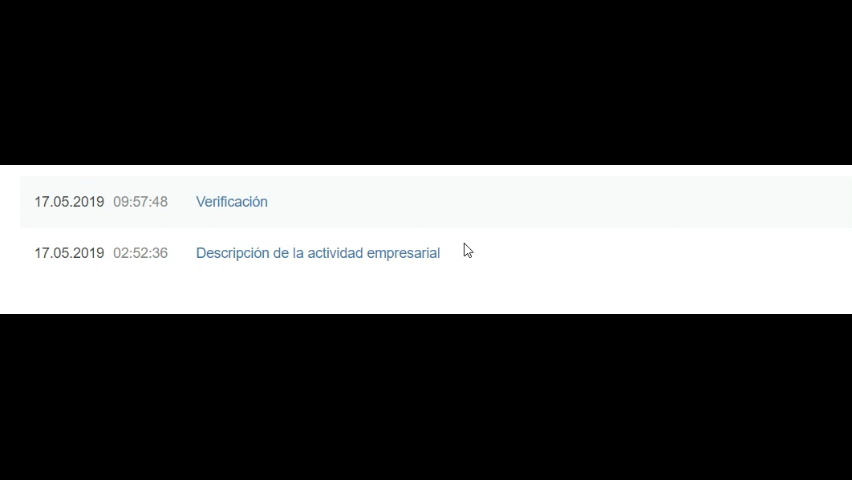 17.05.2019 09:57:48 Verificación
17.05.2019 02:52:36 Descripción de la actividad empresarial